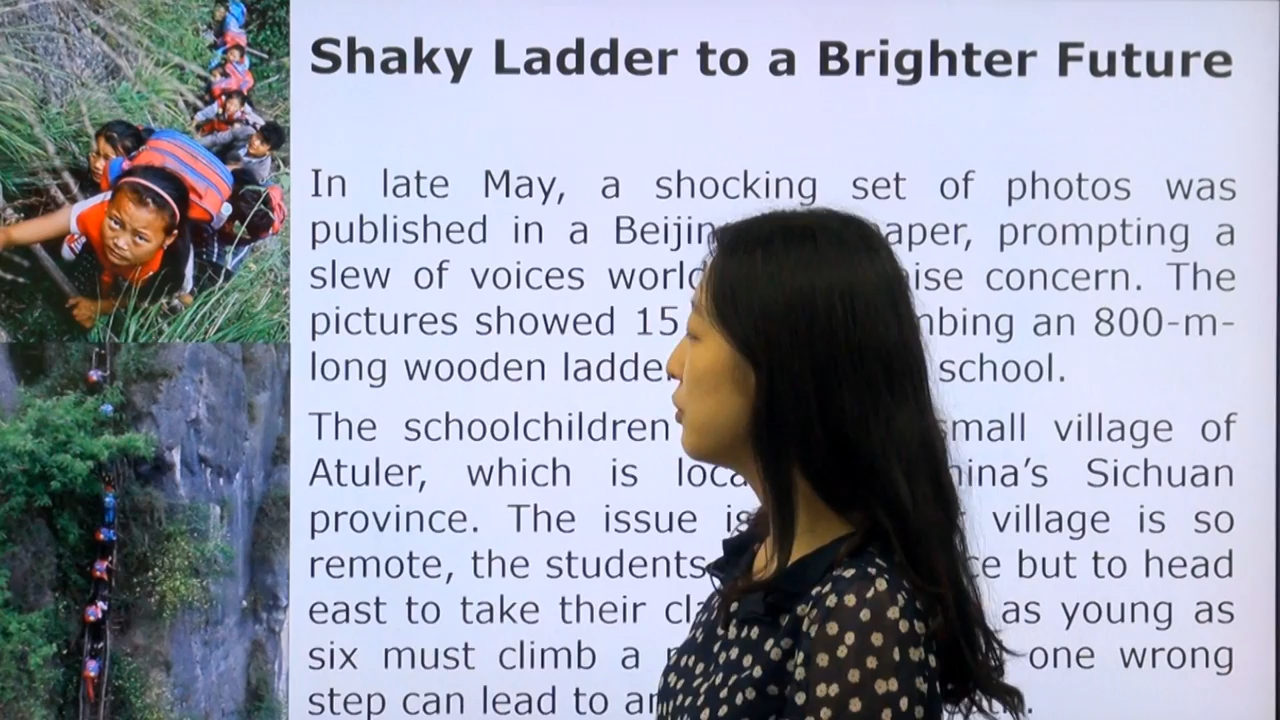 Shaky Ladder to a Brighter Future
In late May, a shocking set of photos was
published in a Beijin aper, prompting a
slew of voices world ise concern. The
pictures showed 15 mbing an 800-m-
long wooden ladde school.
The schoolchildren small village of
Atuler, which is loca hina's Sichuan
province. The issue is village is so
remote, the students ce but to head
east to take their cla as young as
six must climb a one wrong
step can lead to an